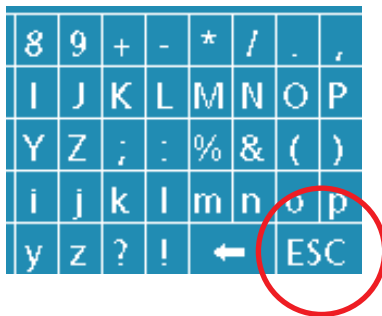 8 9 + - * / . ,
I J K L M N O P
Y Z ; : % & ( )
i j k l m n o p
y z ? ! ← ESC